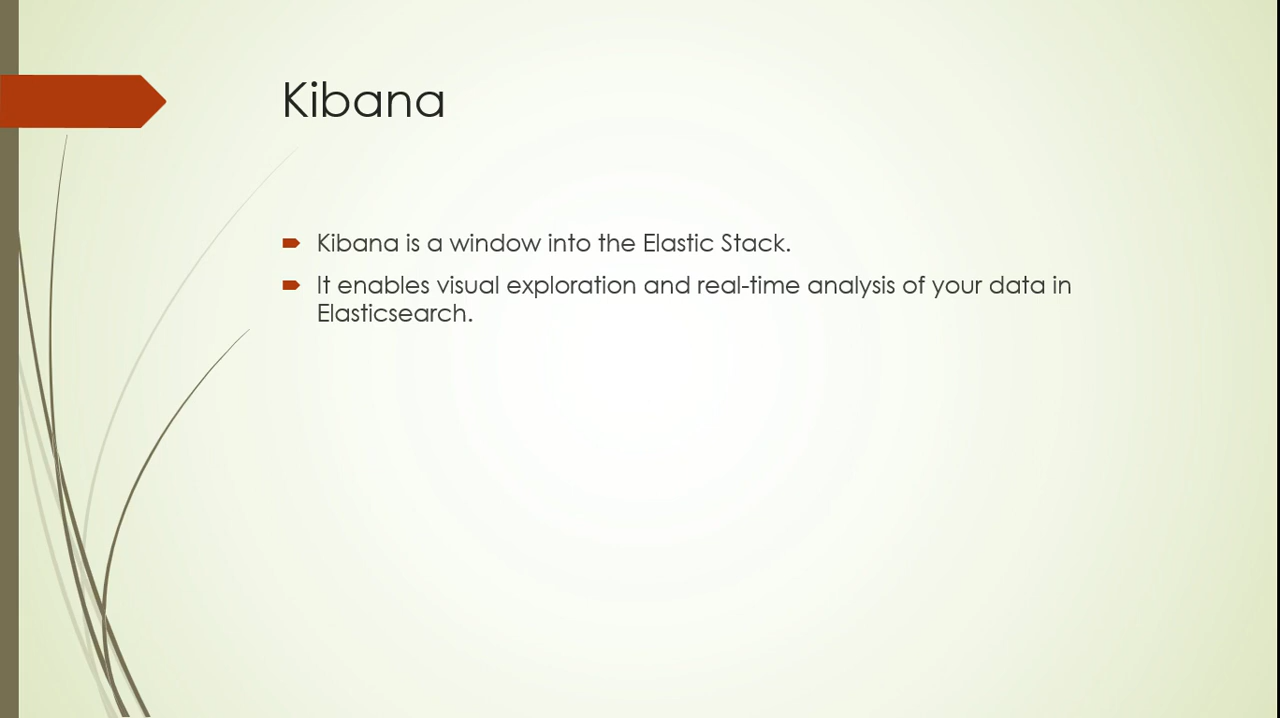 Kibana
Kibana is a window into the Elastic Stack.
It enables visual exploration and real-time analysis of your data in
Elasticsearch.